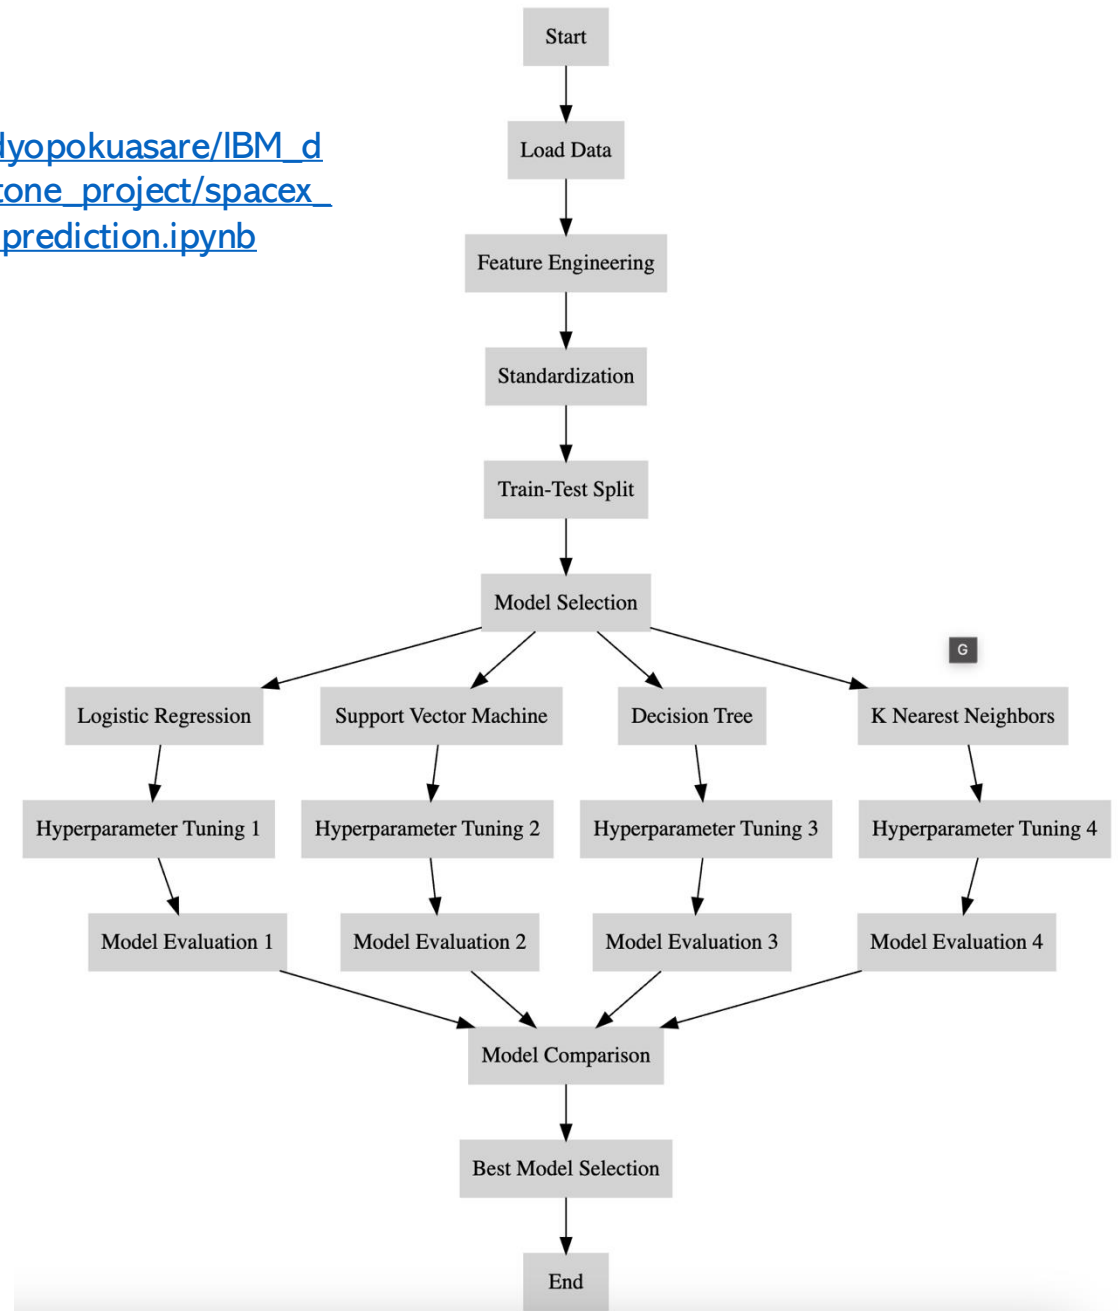 Start
dyopokuasare/IBM_d
tone_project/spacex_
prediction.ipynb
Load Data
Feature Engineering
Standardization
Train-Test Split
Model Selection
G
Logistic Regression
Support Vector Machine
Decision Tree
K Nearest Neighbors
Hyperparameter Tuning 1
Hyperparameter Tuning 2
Hyperparameter Tuning 3
Hyperparameter Tuning 4
Model Evaluation 1
Model Evaluation 2
Model Evaluation 3
Model Evaluation 4
Model Comparison
Best Model Selection
End